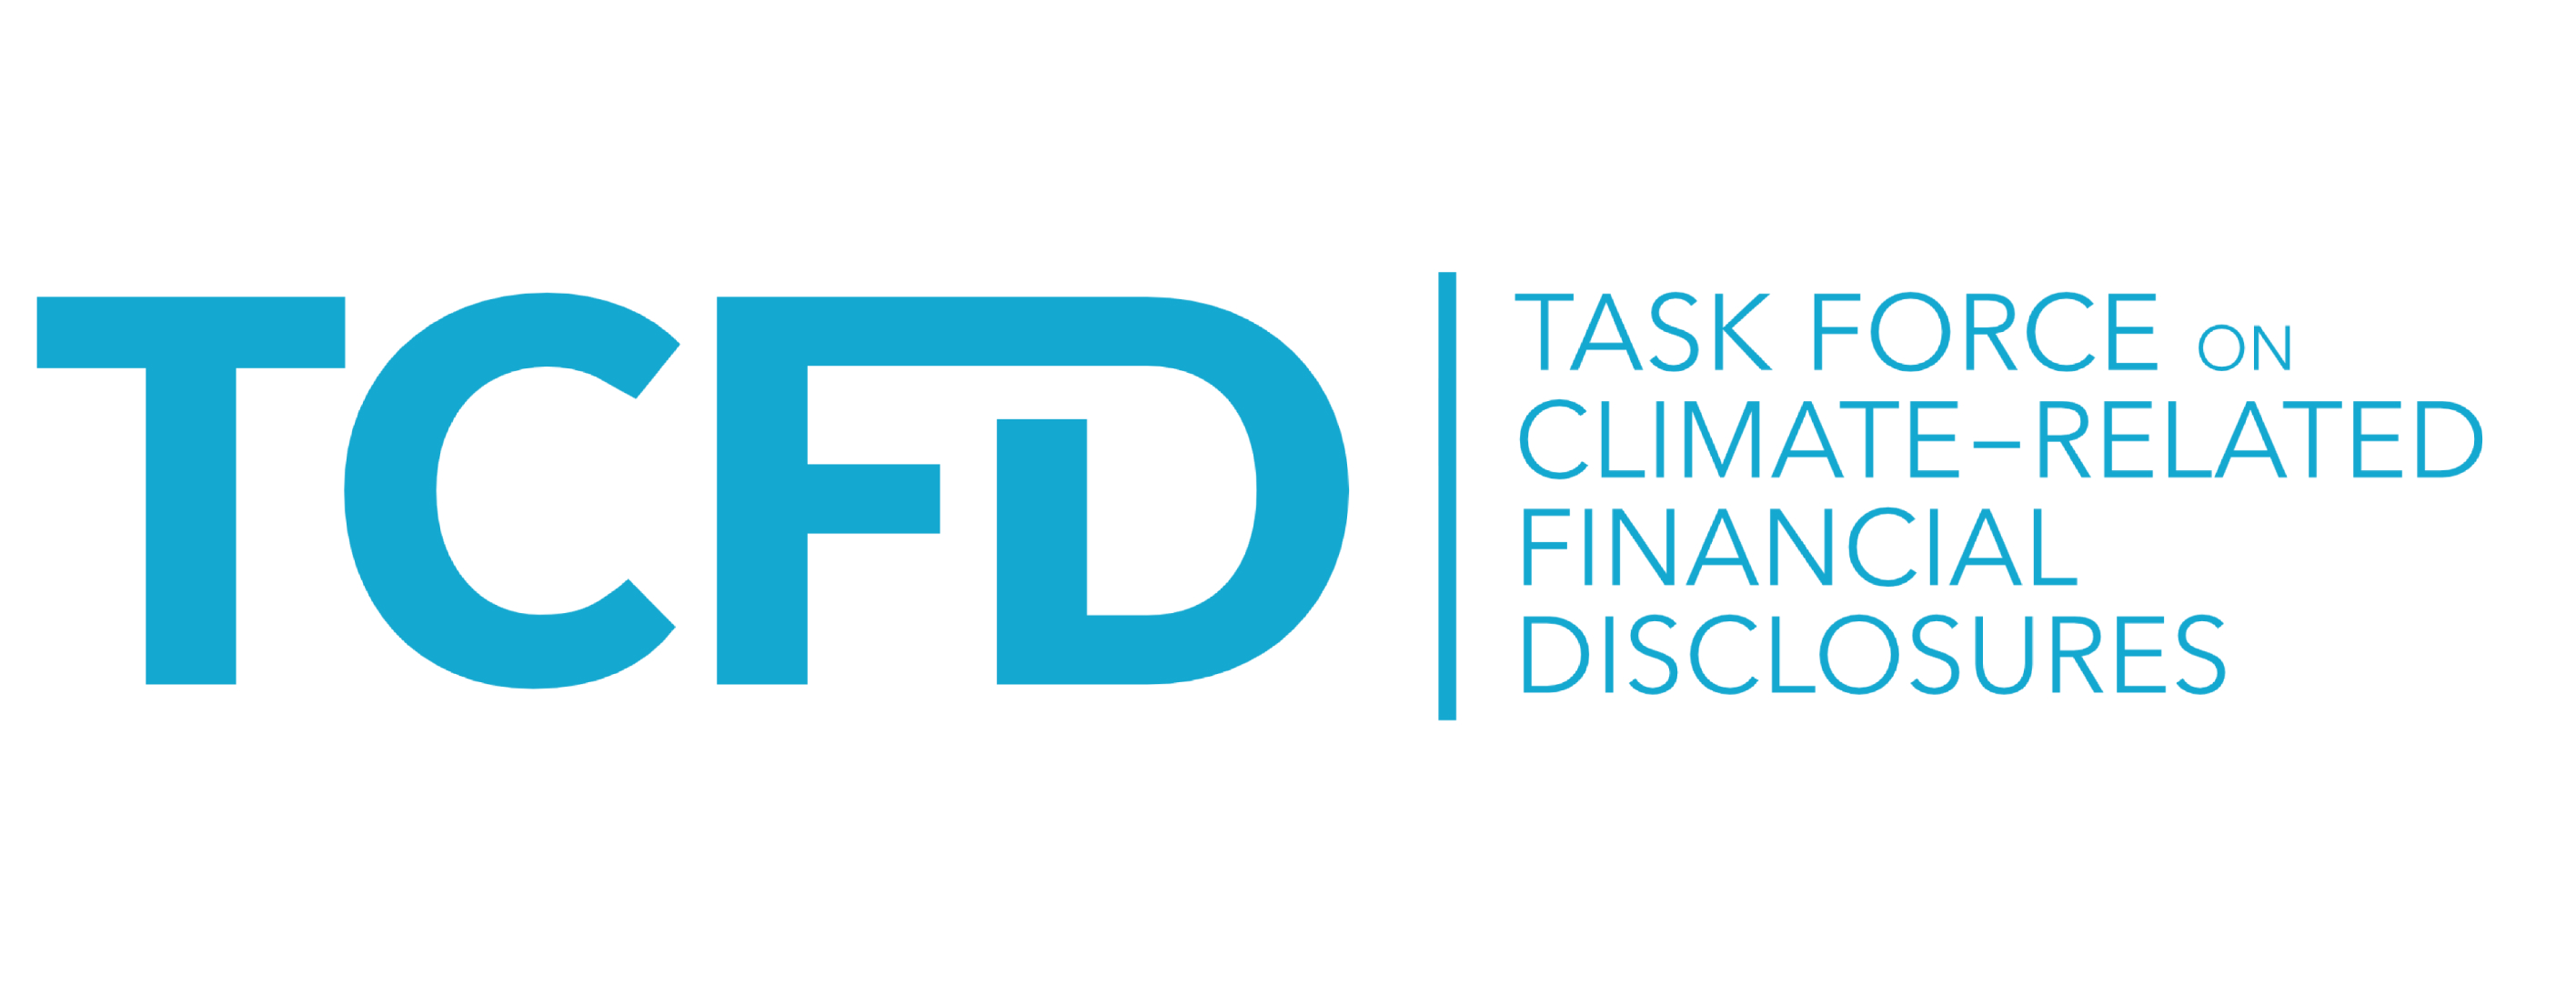 TCFD
TASK FORCE ON
CLIMATE-RELATED
FINANCIAL
DISCLOSURES